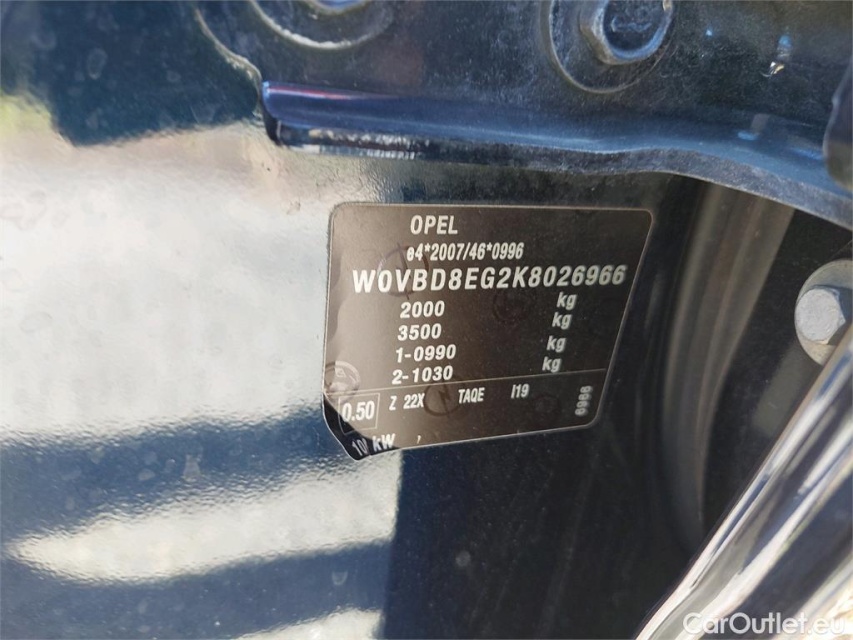 OPEL
e4*2007/46*0996
W0VBD8EG2K8026966
2000 kg
3500 kg
1-0990 kg
2-1030 kg
0.50 Z 22X TAQE I19 6966
kW
CarOutlet.eu